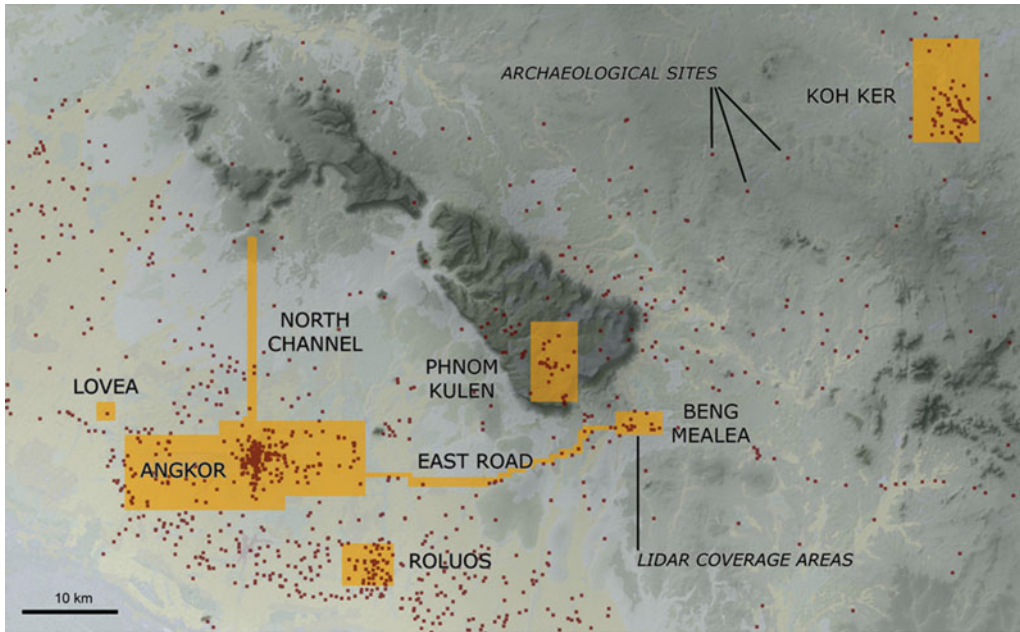 ARCHAEOLOGICAL SITES
KOH KER
NORTH
CHANNEL
PHNOM
KULEN
LOVEA
BENG
MEALEA
ANGKOR
EAST ROAD
ROLUOS
LIDAR COVERAGE AREAS
10 km